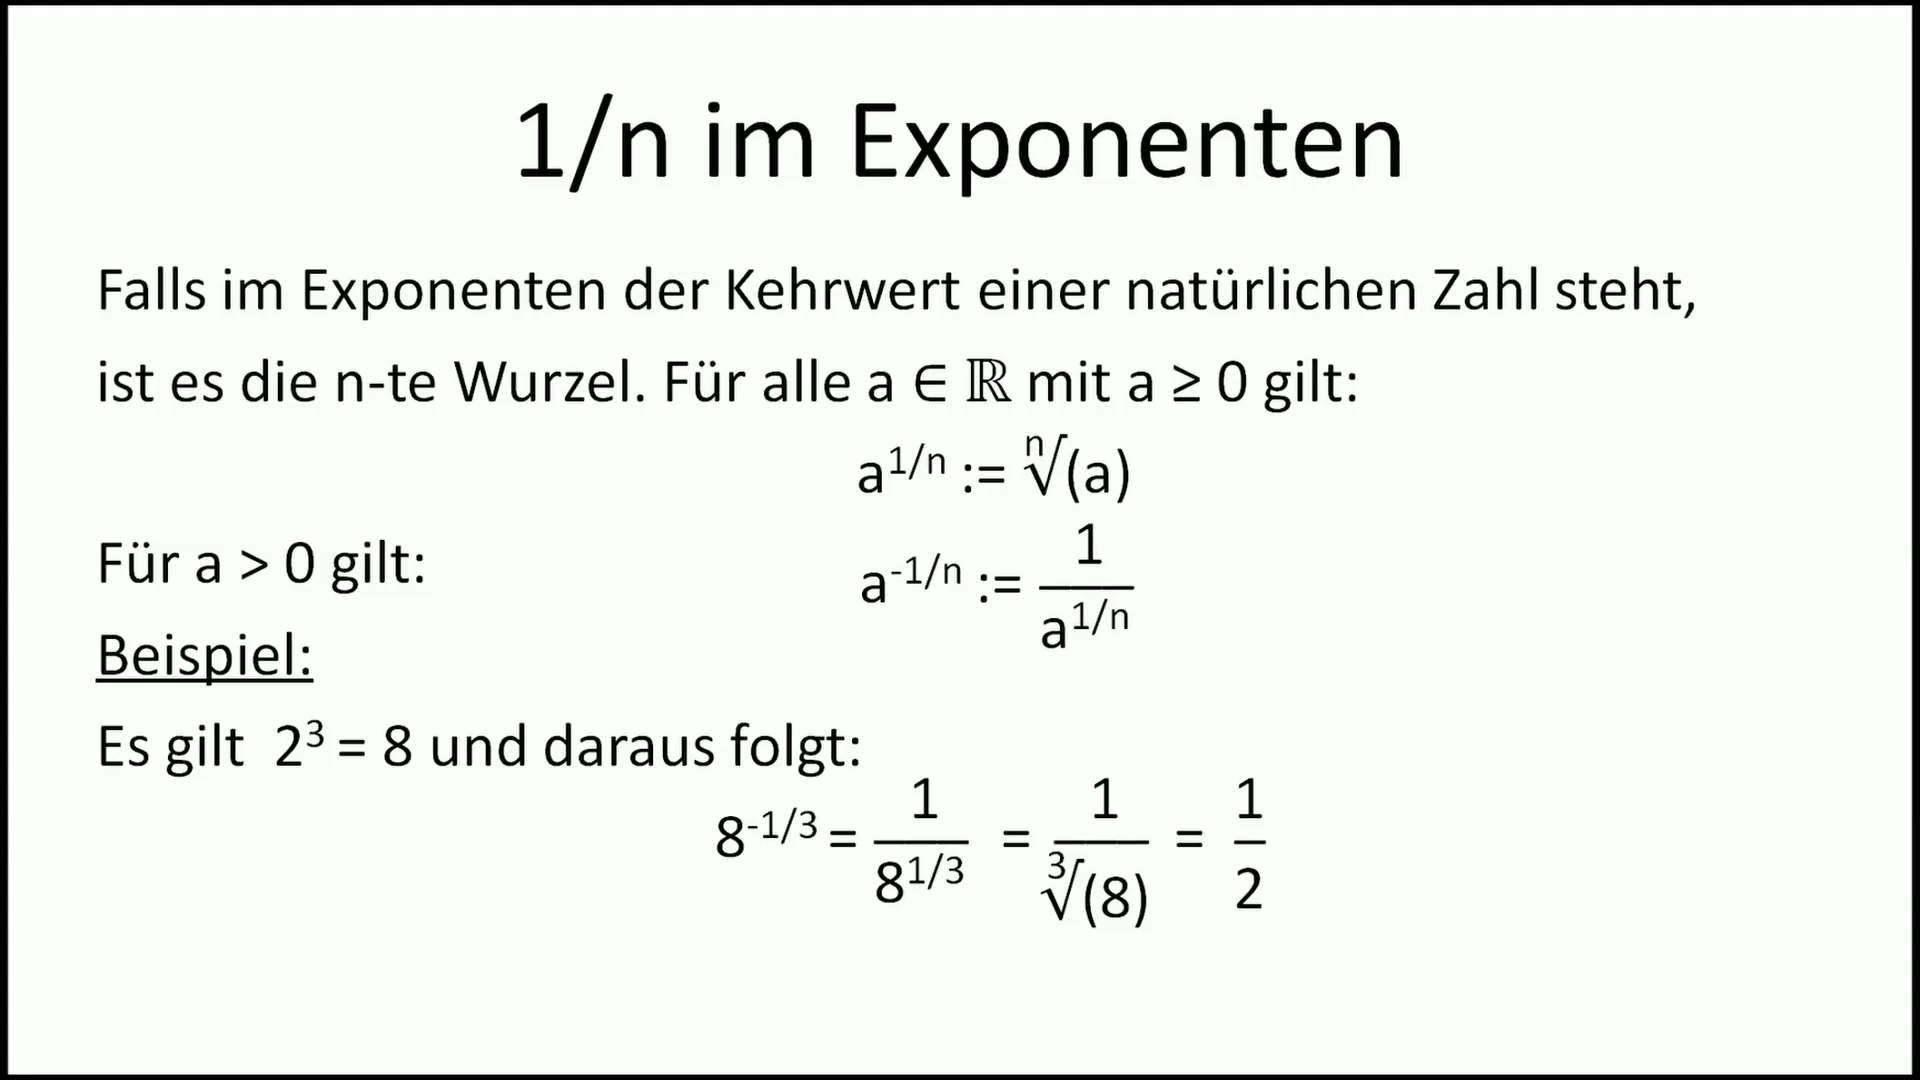 1/n im Exponenten
Falls im Exponenten der Kehrwert einer natürlichen Zahl steht,
ist es die n-te Wurzel. Für alle a ∈ ℝ mit a ≥ 0 gilt:
a^{1/n} := ⁿ√(a)
Für a > 0 gilt: a^{-1/n} := 1 / a^{1/n}
Beispiel:
Es gilt 2³ = 8 und daraus folgt:
8^{-1/3} = 1 / 8^{1/3} = 1 / ³√(8) = 1 / 2